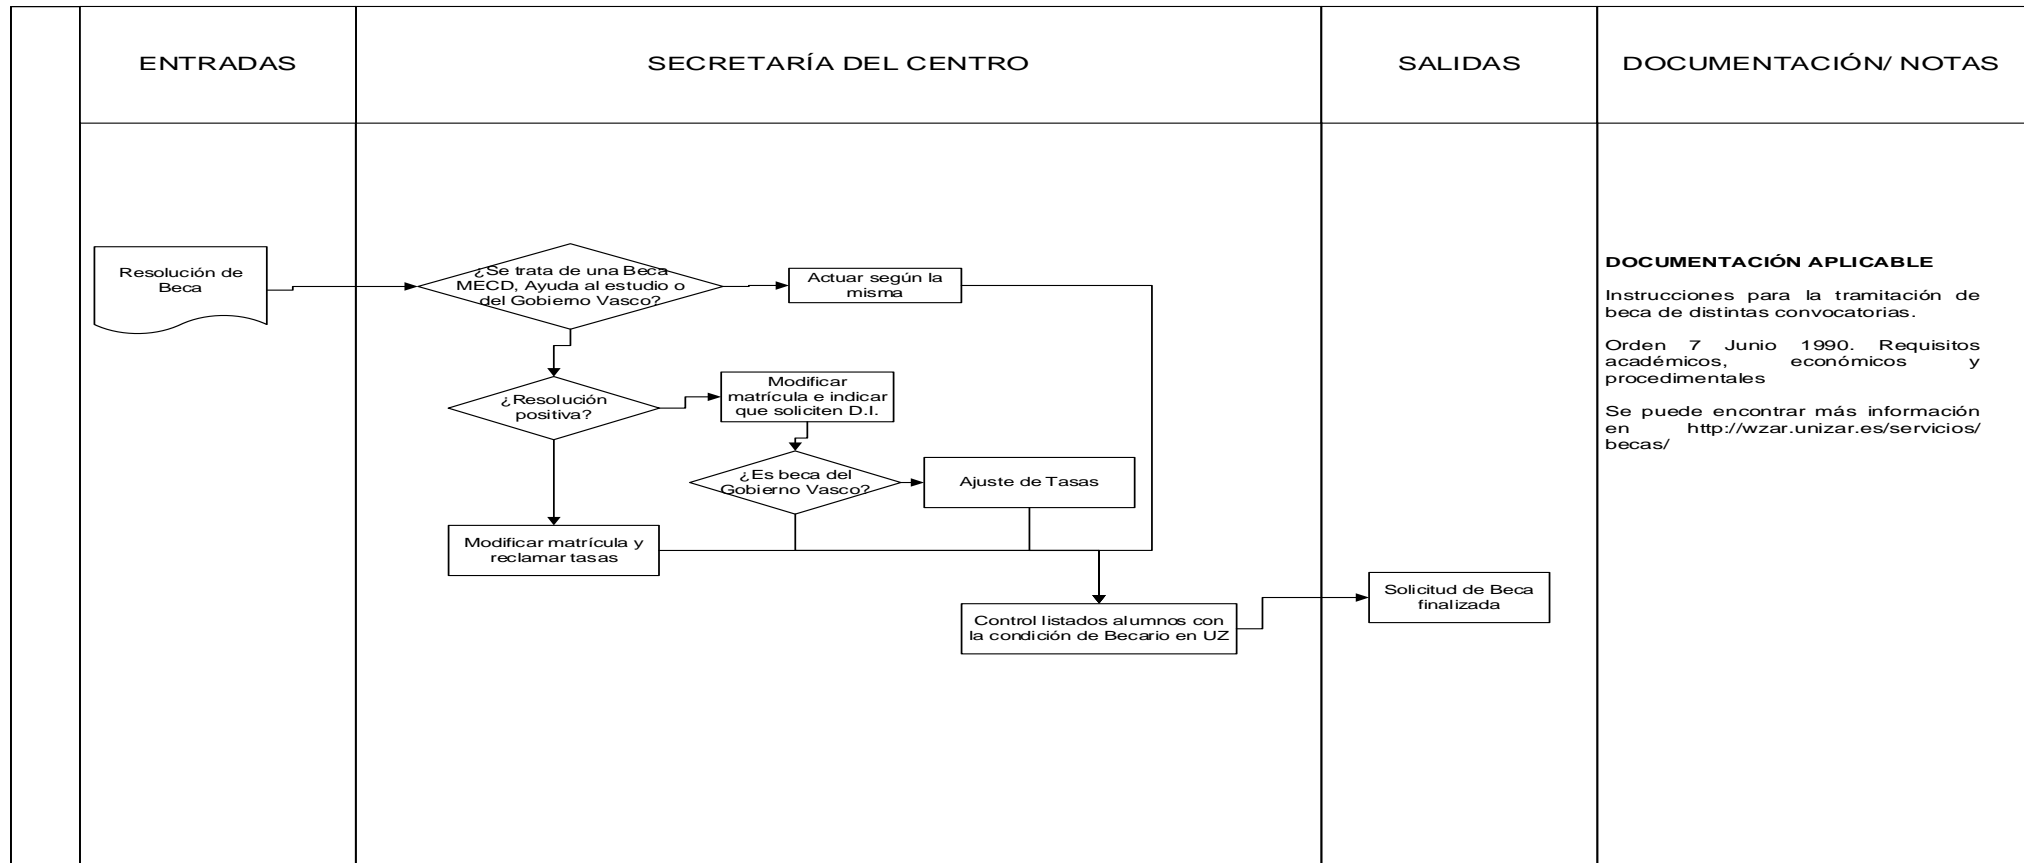 ENTRADAS
SECRETARÍA DEL CENTRO
SALIDAS
DOCUMENTACIÓN/ NOTAS
Resolución de
Beca
¿Se trata de una Beca
MECD, Ayuda al estudio o
del Gobierno Vasco?
Actuar según la
misma
¿Resolución
positiva?
Modificar
matrícula e indicar
que soliciten D.I.
¿Es beca del
Gobierno Vasco?
Ajuste de Tasas
Modificar matrícula y
reclamar tasas
Control listados alumnos con
la condición de Becario en UZ
Solicitud de Beca
finalizada
DOCUMENTACIÓN APLICABLE
Instrucciones para la tramitación de
beca de distintas convocatorias.
Orden 7 Junio 1990. Requisitos
académicos, económicos y
procedimentales
Se puede encontrar más información
en http://wzar.unizar.es/servicios/
becas/